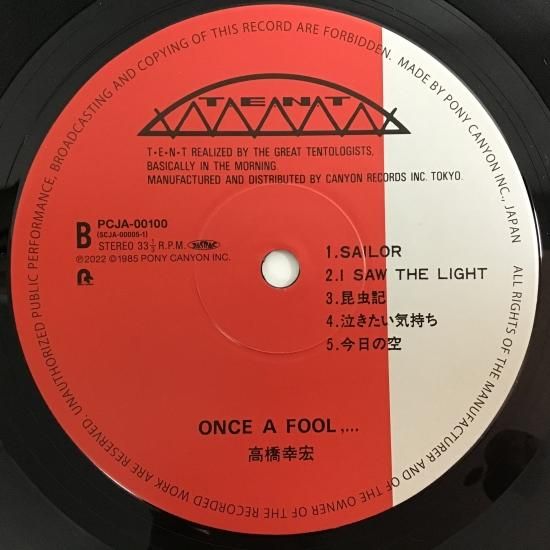 UNAUTHORIZED PUBLIC PERFORMANCE, BROADCASTING AND COPYING OF THIS RECORD ARE FORBIDDEN. MADE BY PONY CANYON INC., JAPAN
T•E•N•T
T•E•N•T REALIZED BY THE GREAT TENTOLOGISTS,
BASICALLY IN THE MORNING
MANUFACTURED AND DISTRIBUTED BY CANYON RECORDS INC. TOKYO.
B PCJA-00100
(SCJA-00005-1)
STEREO 33⅓ R.P.M.
Ⓟ2022 ©1985 PONY CANYON INC.
1.SAILOR
2.I SAW THE LIGHT
3.昆虫記
4.泣きたい気持ち
5.今日の空
ONCE A FOOL,...
高橋幸宏
ALL RIGHTS OF THE MANUFACTURER AND OF THE OWNER OF THE RECORDED WORK ARE RESERVED.